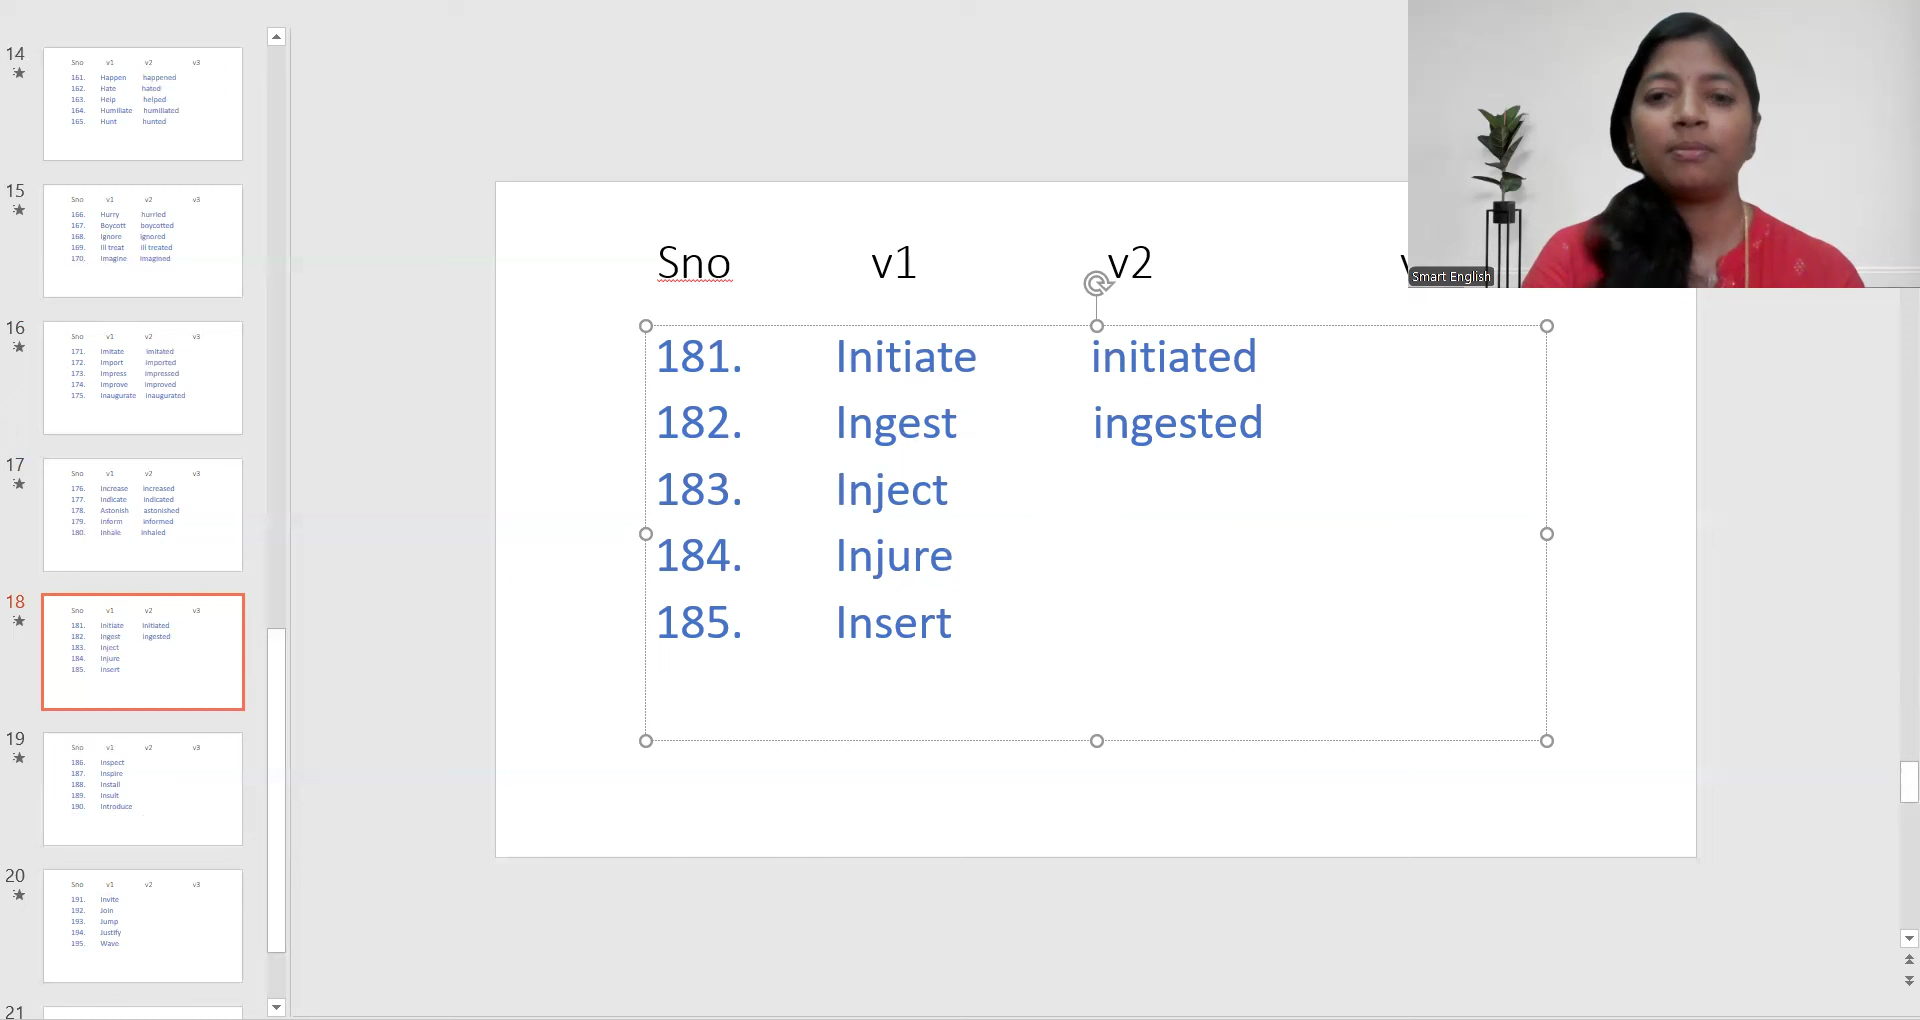 14
Sno v1 v2 v3
161. Happen happened
162. Hate hated
163. Help helped
164. Humiliate humiliated
165. Hunt hunted
15
Sno v1 v2 v3
166. Hurry hurried
167. Boycott boycotted
168. Ignore ignored
169. Ill treat ill treated
170. Imagine imagined
16
Sno v1 v2 v3
171. Imitate imitated
172. Import imported
173. Impress impressed
174. Improve improved
175. Inaugurate inaugurated
17
Sno v1 v2 v3
176. Increase increased
177. Indicate indicated
178. Astonish astonished
179. Inform informed
180. Inhale inhaled
18
Sno v1 v2 v3
181. Initiate initiated
182. Ingest ingested
183. Inject
184. Injure
185. Insert
19
Sno v1 v2 v3
186. Inspect
187. Inspire
188. Install
189. Insult
190. Introduce
20
Sno v1 v2 v3
191. Invite
192. Join
193. Jump
194. Justify
195. Wave
21
Sno v1 v2
181. Initiate initiated
182. Ingest ingested
183. Inject
184. Injure
185. Insert
Smart English